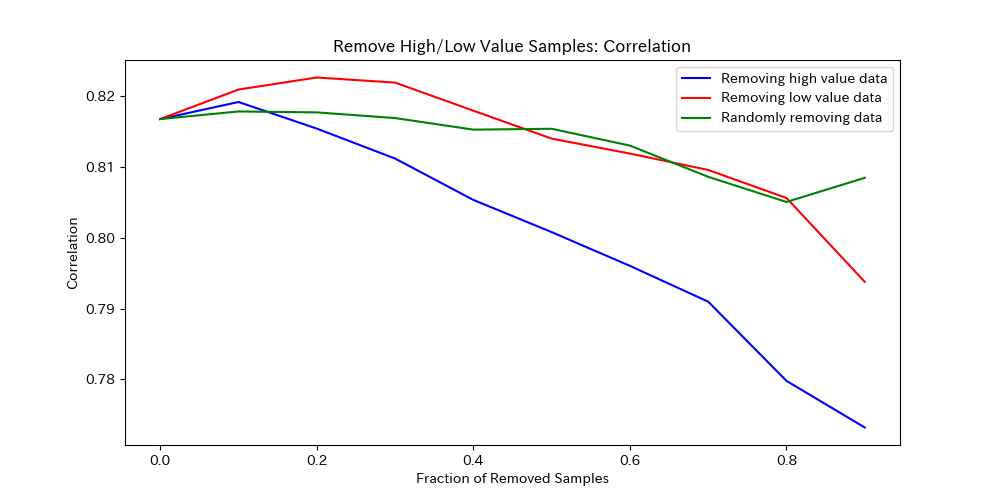 Remove High/Low Value Samples: Correlation
Removing high value data
Removing low value data
Randomly removing data
Correlation
0.82
0.81
0.80
0.79
0.78
0.0 0.2 0.4 0.6 0.8
Fraction of Removed Samples